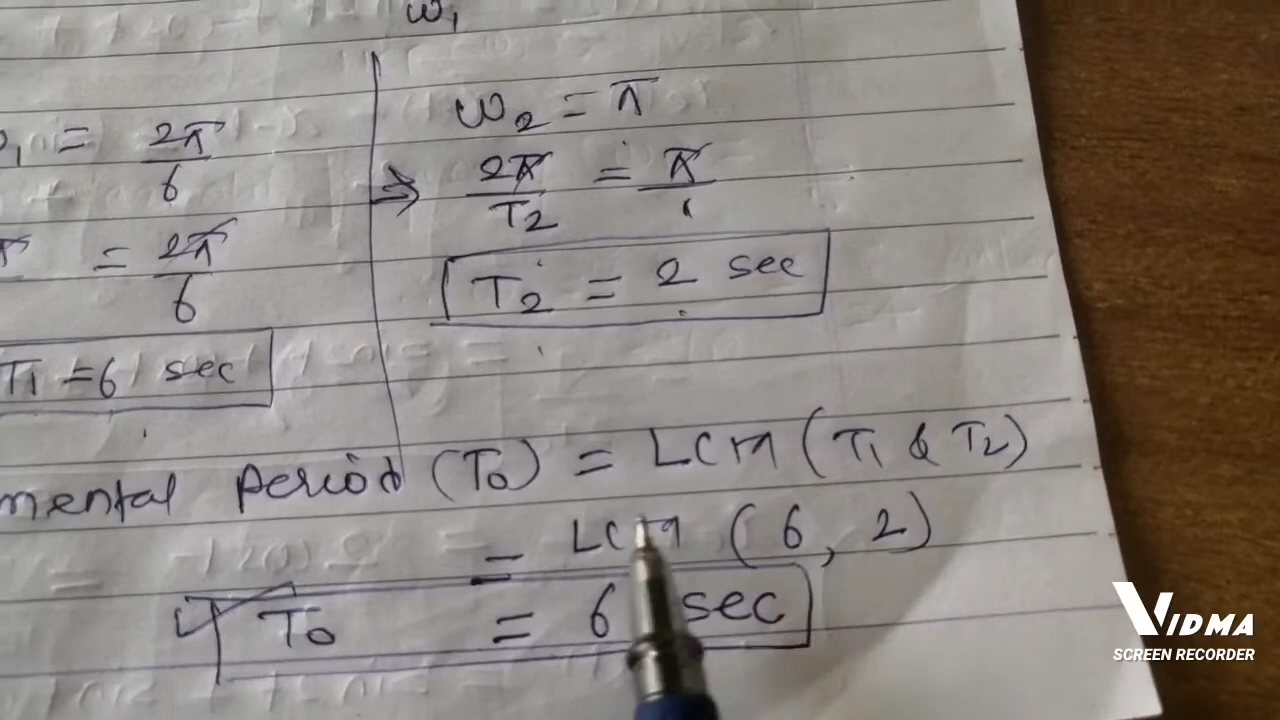 ω₁
ω₁ = 2π/6
π = 2π/6
T₁ = 6 sec
ω₂ = π
⇒ 2π/T₂ = π/1
T₂ = 2 sec
mental period (T₀) = LCM (T₁ & T₂)
= LCM (6, 2)
T₀ = 6 sec
VIDMA
SCREEN RECORDER